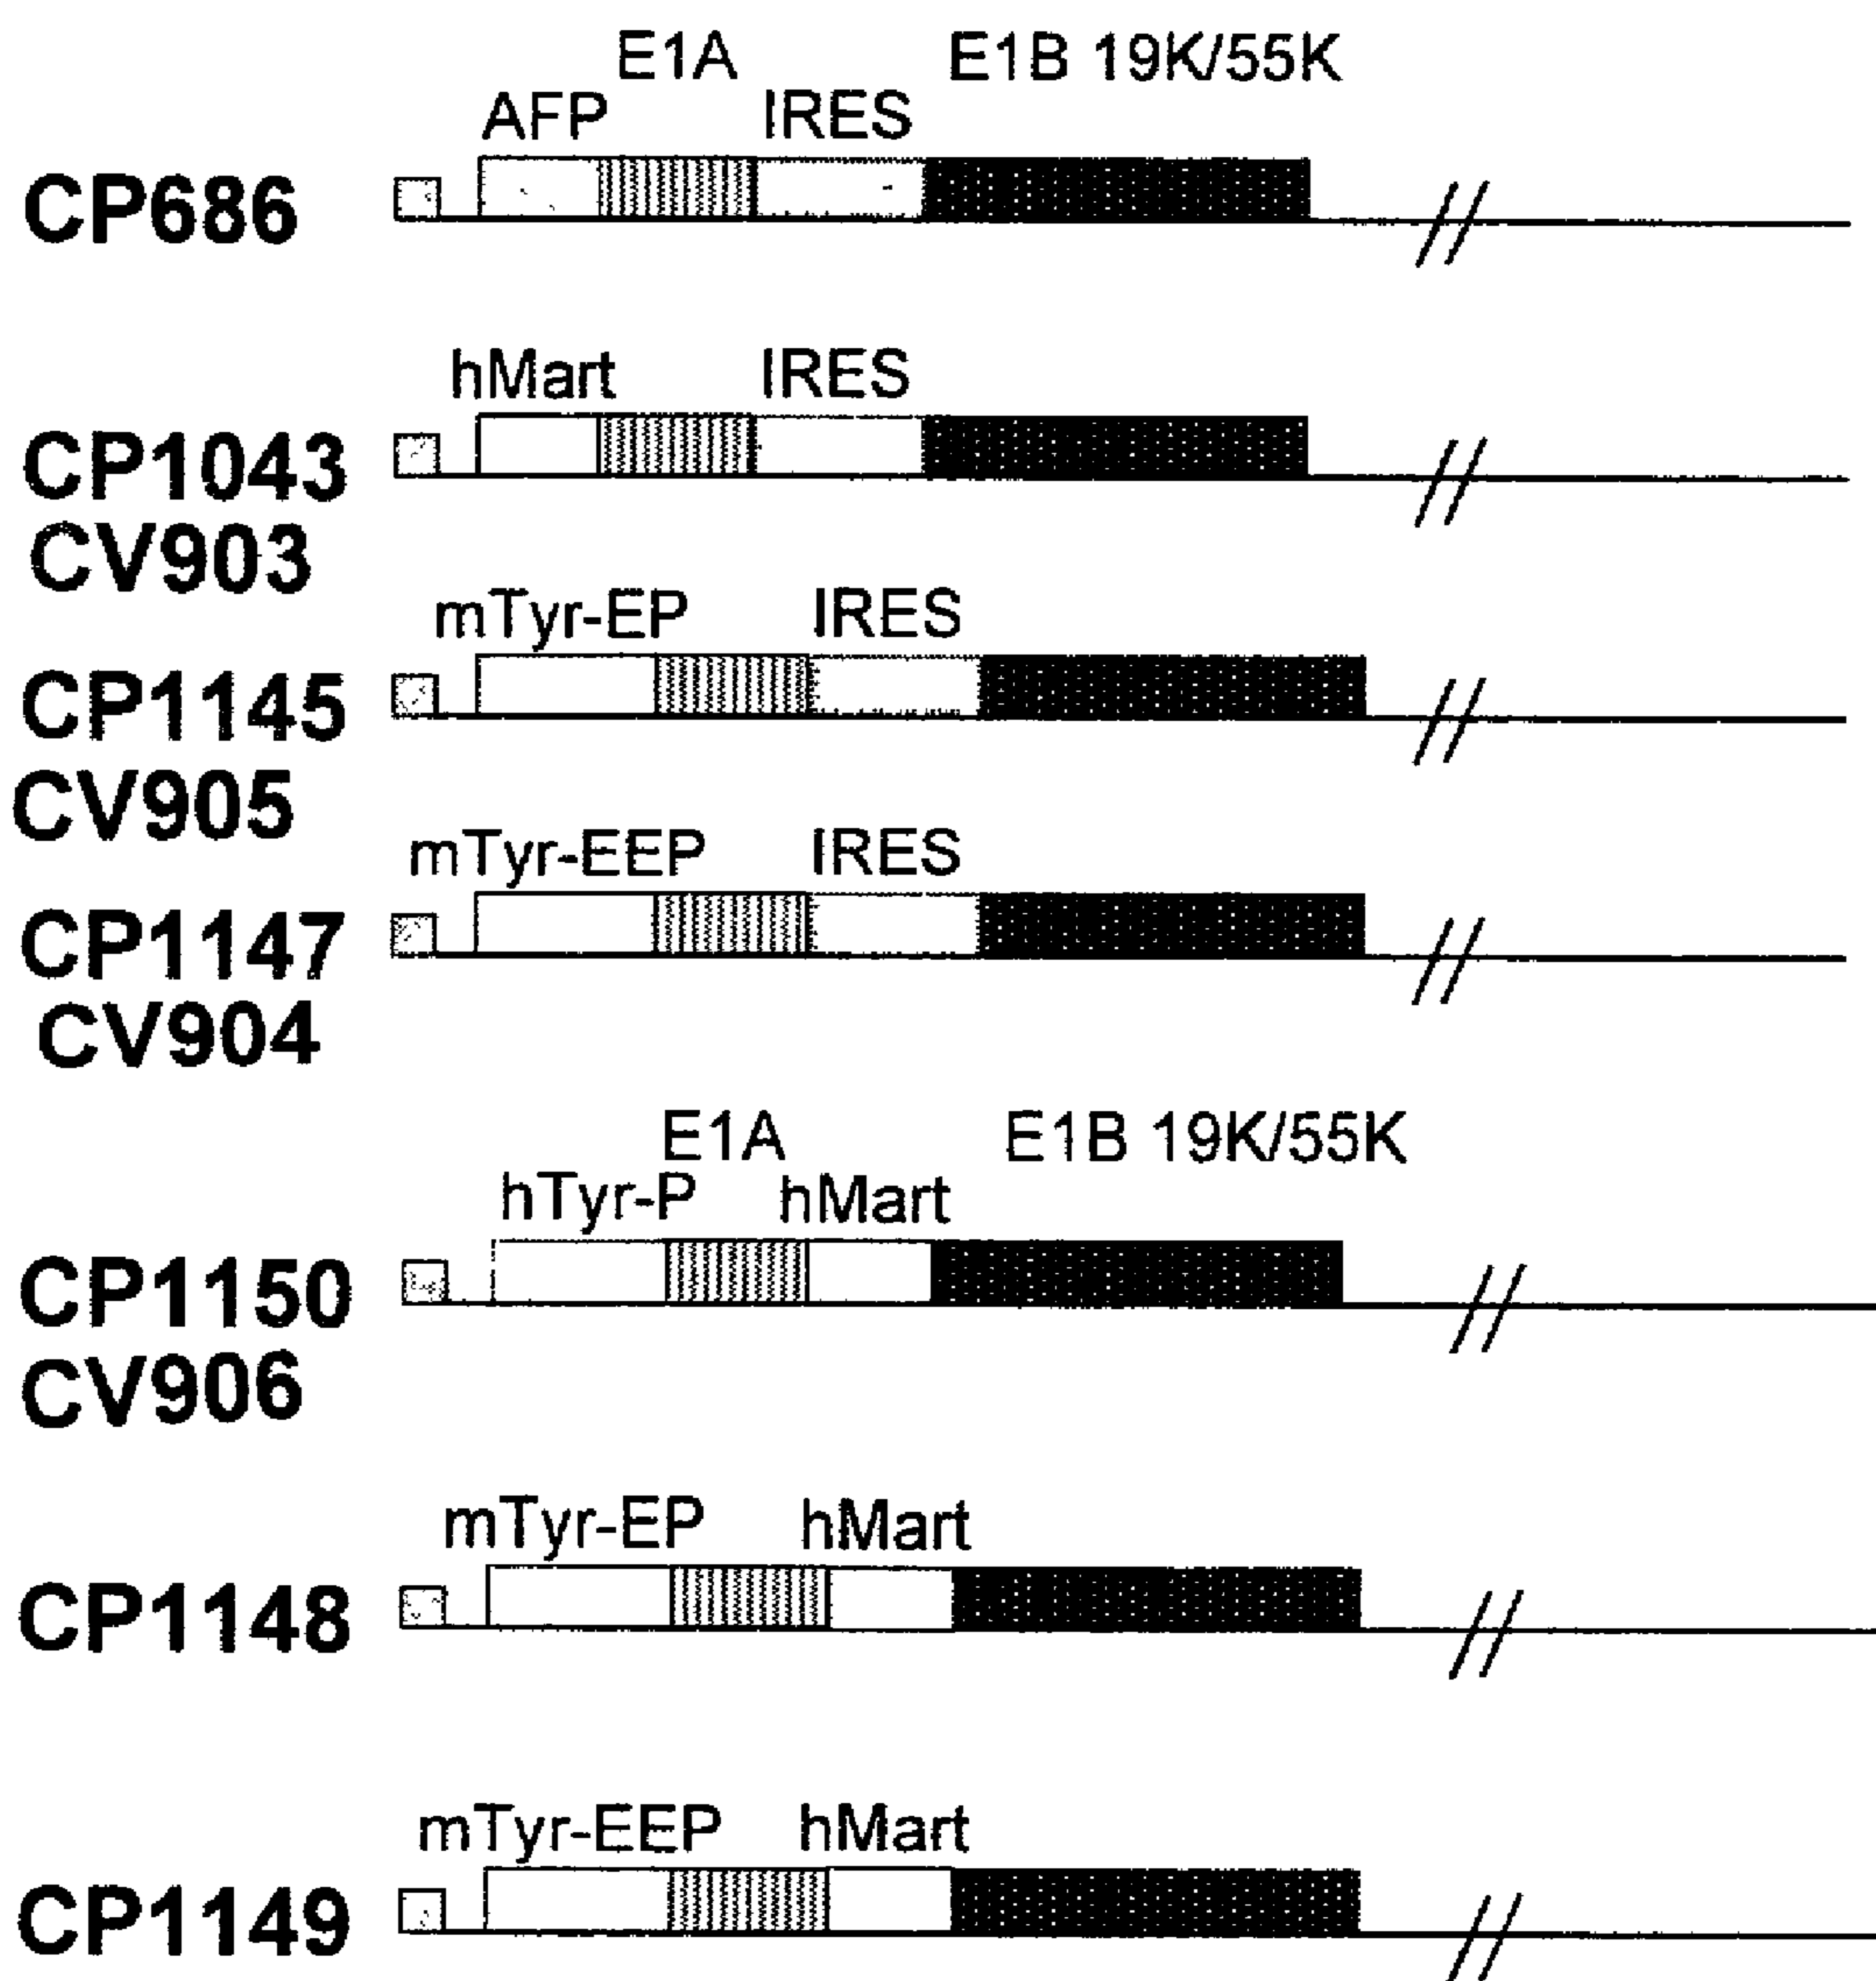 E1A E1B 19K/55K
AFP IRES
CP686
hMart IRES
CP1043
CV903
mTyr-EP IRES
CP1145
CV905
mTyr-EEP IRES
CP1147
CV904
E1A E1B 19K/55K
hTyr-P hMart
CP1150
CV906
mTyr-EP hMart
CP1148
mTyr-EEP hMart
CP1149